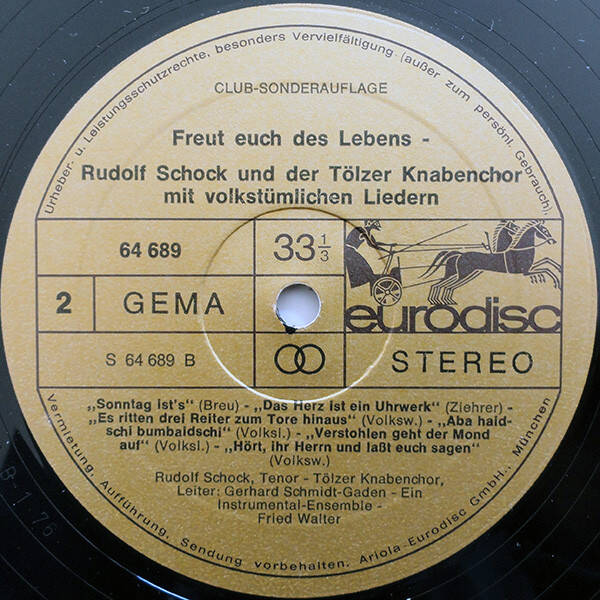 Urheber- u. Leistungsschutzrechte, besonders Vervielfältigung (außer zum persönl. Gebrauch),
CLUB-SONDERAUFLAGE
Freut euch des Lebens -
Rudolf Schock und der Tölzer Knabenchor
mit volkstümlichen Liedern
64 689
33 1/3
2
GEMA
eurodisc
S 64 689 B
STEREO
„Sonntag ist's“ (Breu) - „Das Herz ist ein Uhrwerk“ (Ziehrer) -
„Es ritten drei Reiter zum Tore hinaus“ (Volksw.) - „Aba haid-
schi bumbaidschi“ (Volksl.) - „Verstohlen geht der Mond
auf“ (Volksl.) - „Hört, ihr Herrn und laßt euch sagen“
(Volksw.)
Rudolf Schock, Tenor - Tölzer Knabenchor,
Leiter: Gerhard Schmidt-Gaden - Ein
Instrumental-Ensemble -
Fried Walter
Vermietung, Aufführung, Sendung vorbehalten. Ariola-Eurodisc GmbH., München
B-1 76